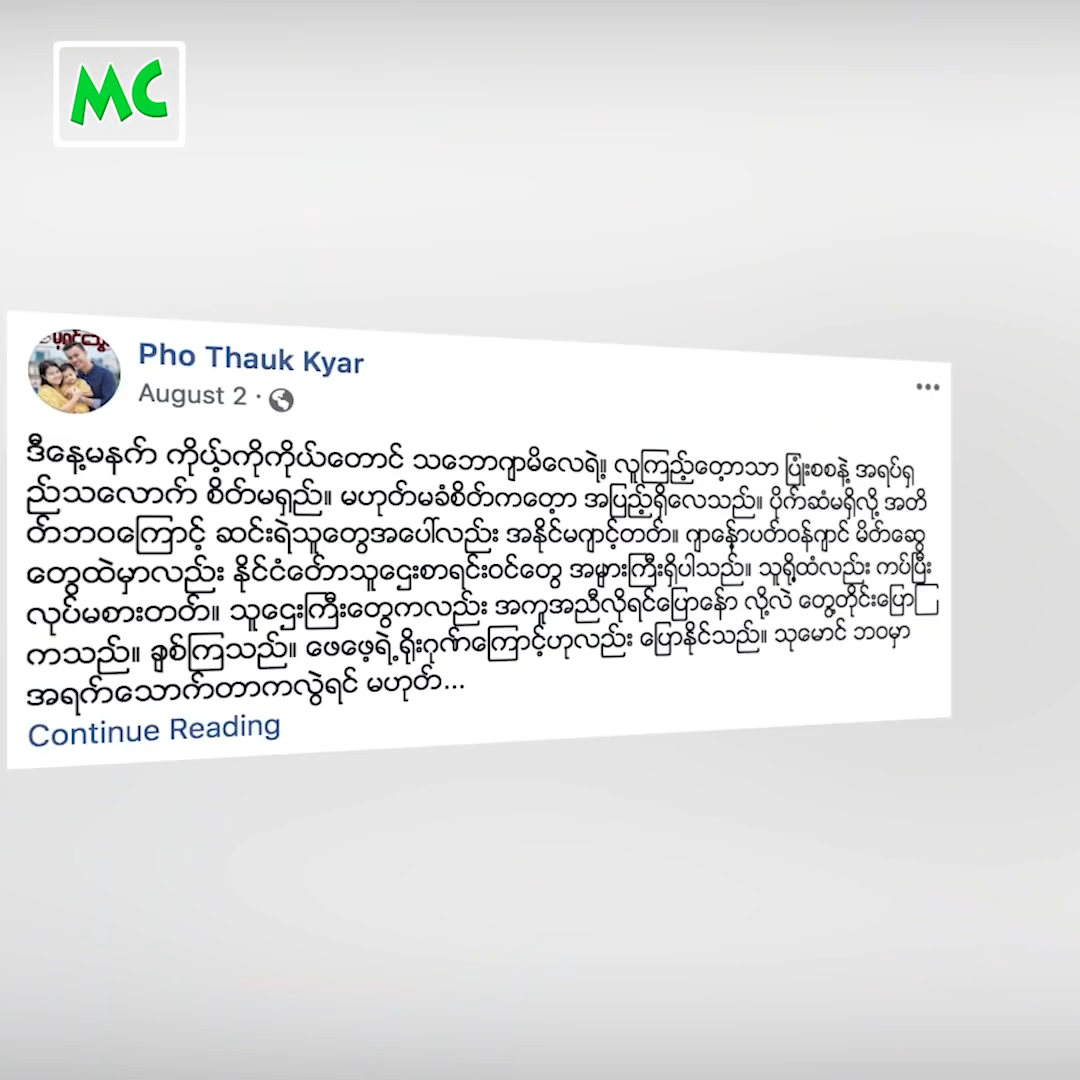 MC
Pho Thauk Kyar
August 2 ·
ဒီနေ့မနက် ကိုယ့်ကိုကိုယ်တောင် သဘောဂျာမိလေရဲ့။ လူကြည့်တော့သာ ပြုံးစစနဲ့ အရပ်ရှ
ည်သလောက် စိတ်မရှည်။ မဟုတ်မခံစိတ်ကတော့ အပြည့်ရှိလေသည်။ ပိုက်ဆံမရှိလို့ အတိ
တ်ဘဝကြောင့် ဆင်းရဲသူတွေအပေါ်လည်း အနိုင်မဂျာင့်တတ်။ ဂျာနော်ပတ်ဝန်ဂျာင် မိတ်ဆွေ
တွေထဲမှာလည်း နိုင်ငံတော်သူဌေးစာရင်းဝင်တွေ အများကြီးရှိပါသည်။ သူရို့ထံလည်း ကပ်ပြီး
လုပ်မစားတတ်။ သူဌေးကြီးတွေကလည်း အကူအညီလိုရင်ပြောနော် လို့လဲ တွေ့တိုင်းပြောကြ
ကသည်။ ချစ်ကြသည်။ ဖေဖေ့ရဲ့ရိုးဂုဏ်ကြောင့်ဟုလည်း ပြောနိုင်သည်။ သုမောင် ဘဝမှာ
အရက်သောက်တာကလွဲရင် မဟုတ်...
Continue Reading